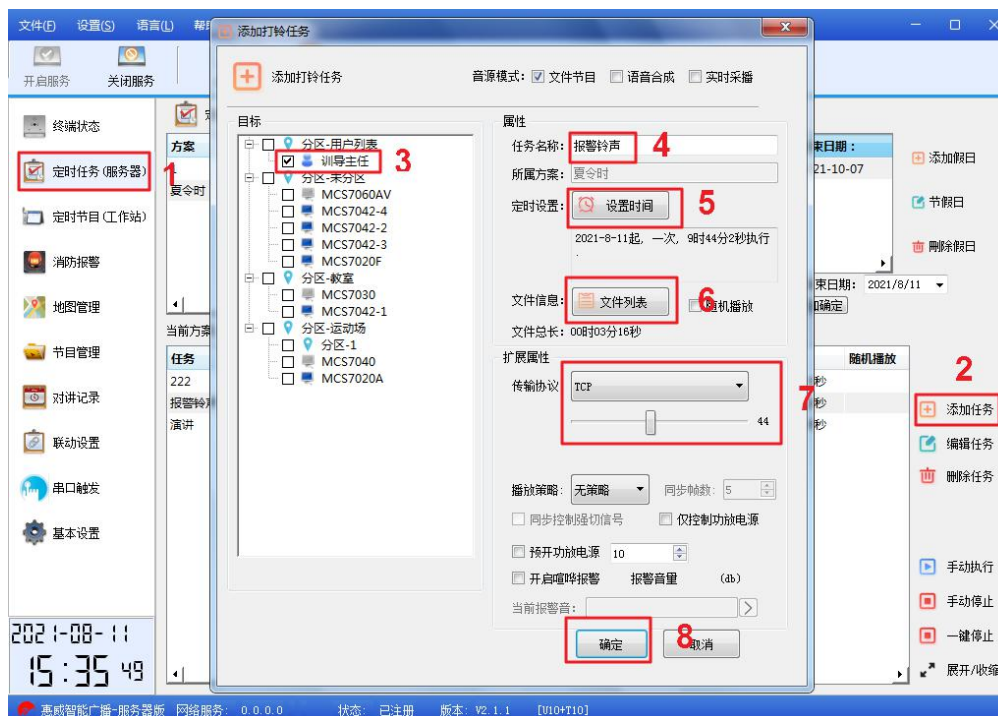 文件(F) 设置(S) 语言(L)
添加打铃任务
开启服务 关闭服务
添加打铃任务 音源模式: 文件节目 语音合成 实时采播
终端状态
定时任务(服务器)
1
定时节目(工作站)
消防报警
地图管理
节目管理
对讲记录
联动设置
串口触发
基本设置
2021-08-11
15:35 49
方案
夏令时
当前方案
任务
222
报警铃声
演讲
目标
分区-用户列表
训导主任
3
分区-未分区
MCS7060AV
MCS7042-4
MCS7042-2
MCS7042-3
MCS7020F
分区-教室
MCS7030
MCS7042-1
分区-运动场
分区-1
MCS7040
MCS7020A
属性
任务名称: 报警铃声 4
所属方案: 夏令时
定时设置: 设置时间 5
2021-8-11起, 一次, 9时44分2秒执行
.
文件信息: 文件列表 6 随机播放
文件总长: 00时03分16秒
扩展属性
传输协议 TCP 7
44
播放策略: 无策略 同步帧数: 5
同步控制强切信号 仅控制功放电源
预开功放电源 10
开启喧哗报警 报警音量 (db)
当前报警音: >
确定 8 取消
束日期:
21-10-07
添加假日
节假日
删除假日
束日期: 2021/8/11
随机播放
秒
秒
秒
2
添加任务
编辑任务
删除任务
手动执行
手动停止
一键停止
展开/收缩
惠威智能广播-服务器版 网络服务: 0.0.0.0 状态: 已注册 版本: V2.1.1 [U10+T10]